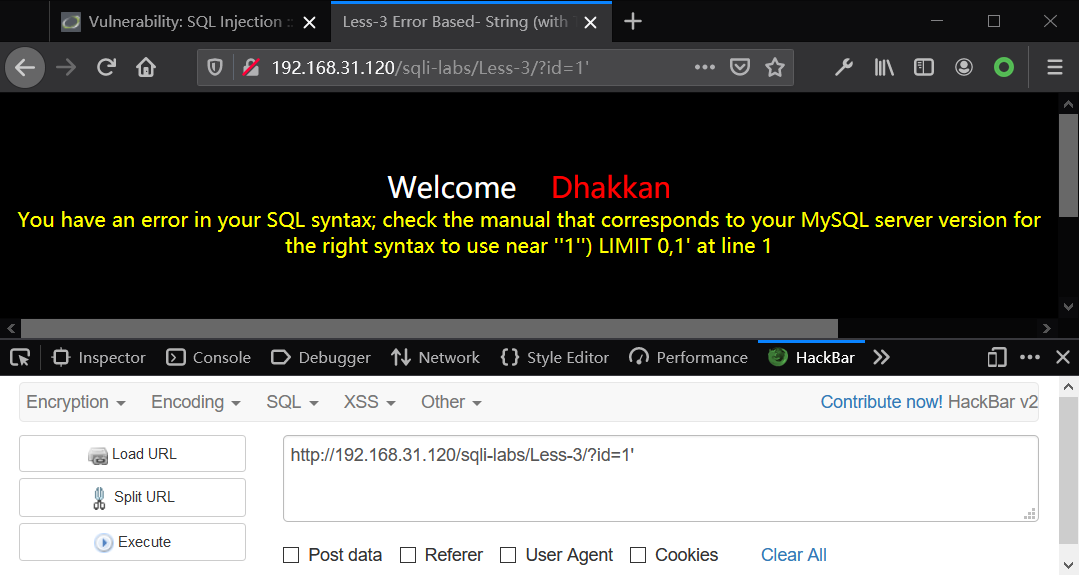 Vulnerability: SQL Injection :
Less-3 Error Based- String (with
192.168.31.120/sqli-labs/Less-3/?id=1'
Welcome Dhakkan
You have an error in your SQL syntax; check the manual that corresponds to your MySQL server version for
the right syntax to use near ''1'') LIMIT 0,1' at line 1
Inspector Console Debugger Network {} Style Editor Performance HackBar
Encryption Encoding SQL XSS Other Contribute now! HackBar v2
Load URL
http://192.168.31.120/sqli-labs/Less-3/?id=1'
Split URL
Execute
Post data Referer User Agent Cookies Clear All